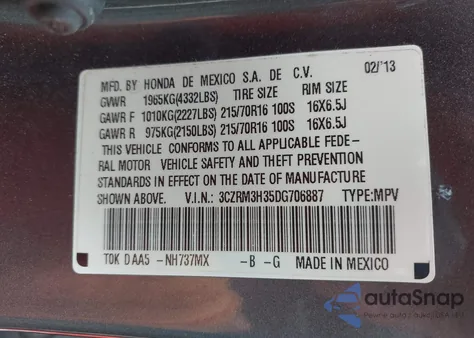 MFD. BY HONDA DE MEXICO S.A. DE C.V. 02/'13
GVWR 1965KG(4332LBS) TIRE SIZE RIM SIZE
GAWR F 1010KG(2227LBS) 215/70R16 100S 16X6.5J
GAWR R 975KG(2150LBS) 215/70R16 100S 16X6.5J
THIS VEHICLE CONFORMS TO ALL APPLICABLE FEDE-
RAL MOTOR VEHICLE SAFETY AND THEFT PREVENTION
STANDARDS IN EFFECT ON THE DATE OF MANUFACTURE
SHOWN ABOVE. V.I.N.: 3CZRM3H35DG706887 TYPE:MPV
TOK DAA5 -NH737MX -B -G MADE IN MEXICO
autoSnap